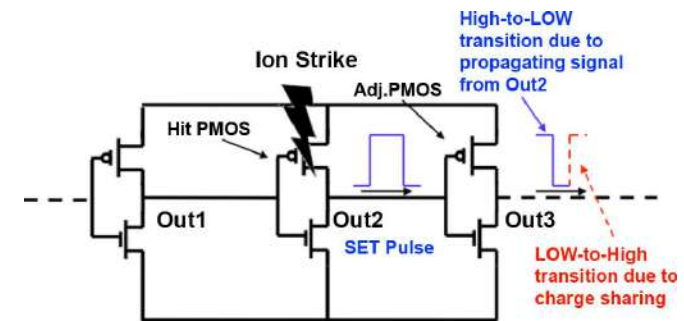 High-to-LOW
transition due to
propagating signal
from Out2
Ion Strike
Adj.PMOS
Hit PMOS
Out1
Out2
Out3
SET Pulse
LOW-to-High
transition due to
charge sharing